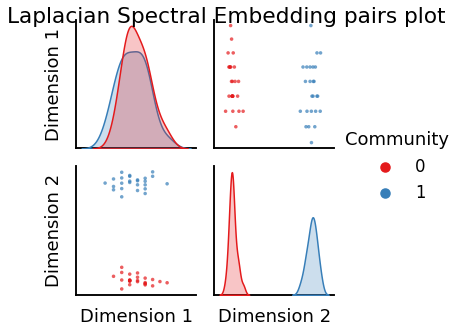 Laplacian Spectral Embedding pairs plot
Dimension 1
Community
0
1
Dimension 2
Dimension 1
Dimension 2